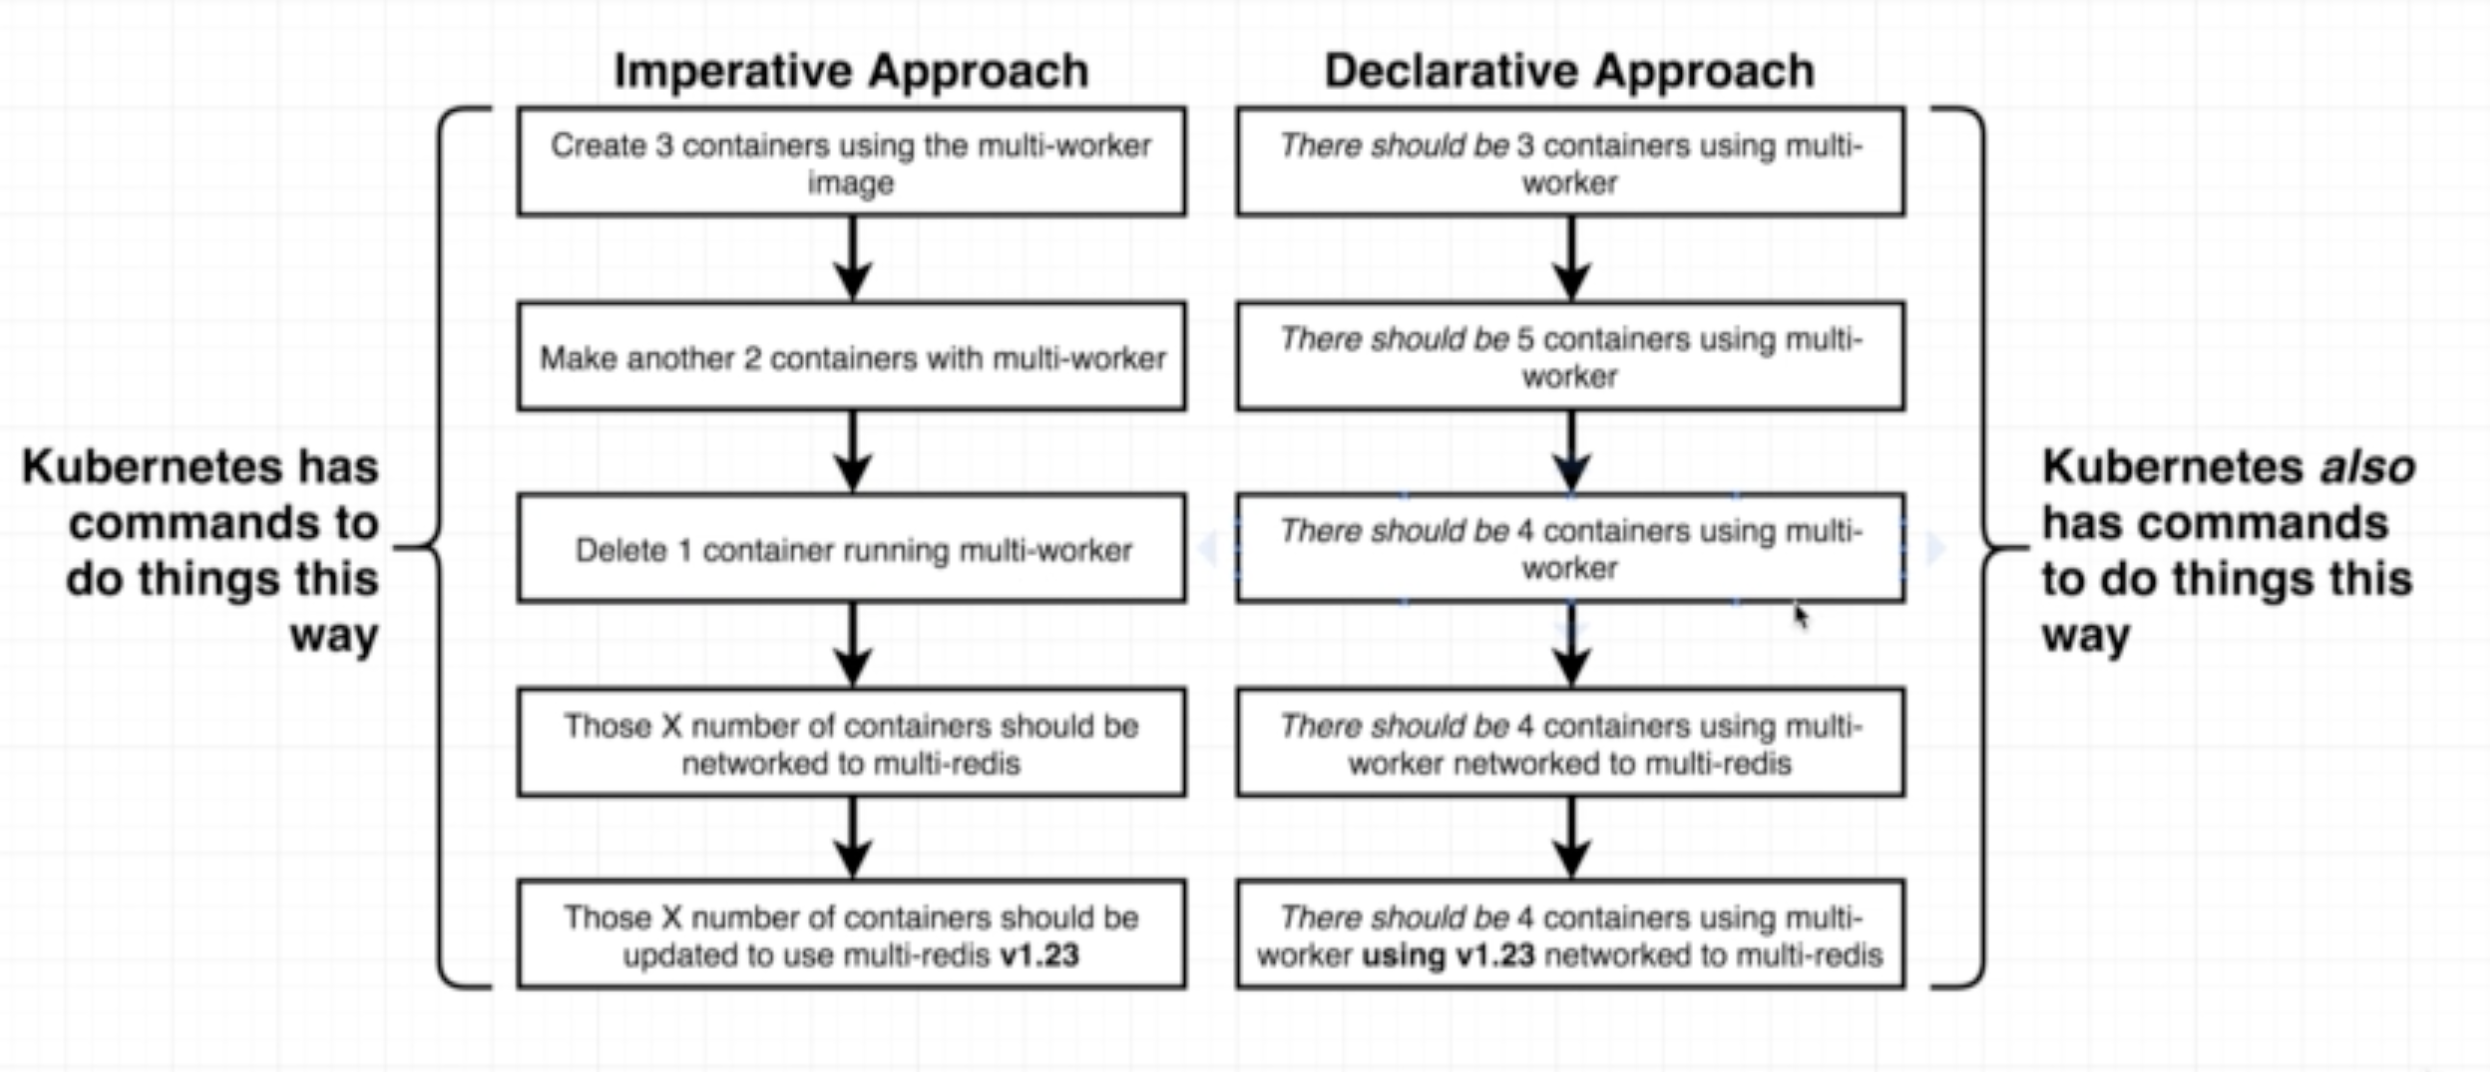 Imperative Approach
Create 3 containers using the multi-worker
image
Make another 2 containers with multi-worker
Delete 1 container running multi-worker
Those X number of containers should be
networked to multi-redis
Those X number of containers should be
updated to use multi-redis v1.23
Kubernetes has
commands to
do things this
way
Declarative Approach
There should be 3 containers using multi-
worker
There should be 5 containers using multi-
worker
There should be 4 containers using multi-
worker
There should be 4 containers using multi-
worker networked to multi-redis
There should be 4 containers using multi-
worker using v1.23 networked to multi-redis
Kubernetes also
has commands
to do things this
way